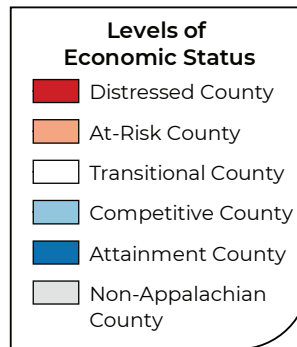 Levels of
Economic Status
Distressed County
At-Risk County
Transitional County
Competitive County
Attainment County
Non-Appalachian
County